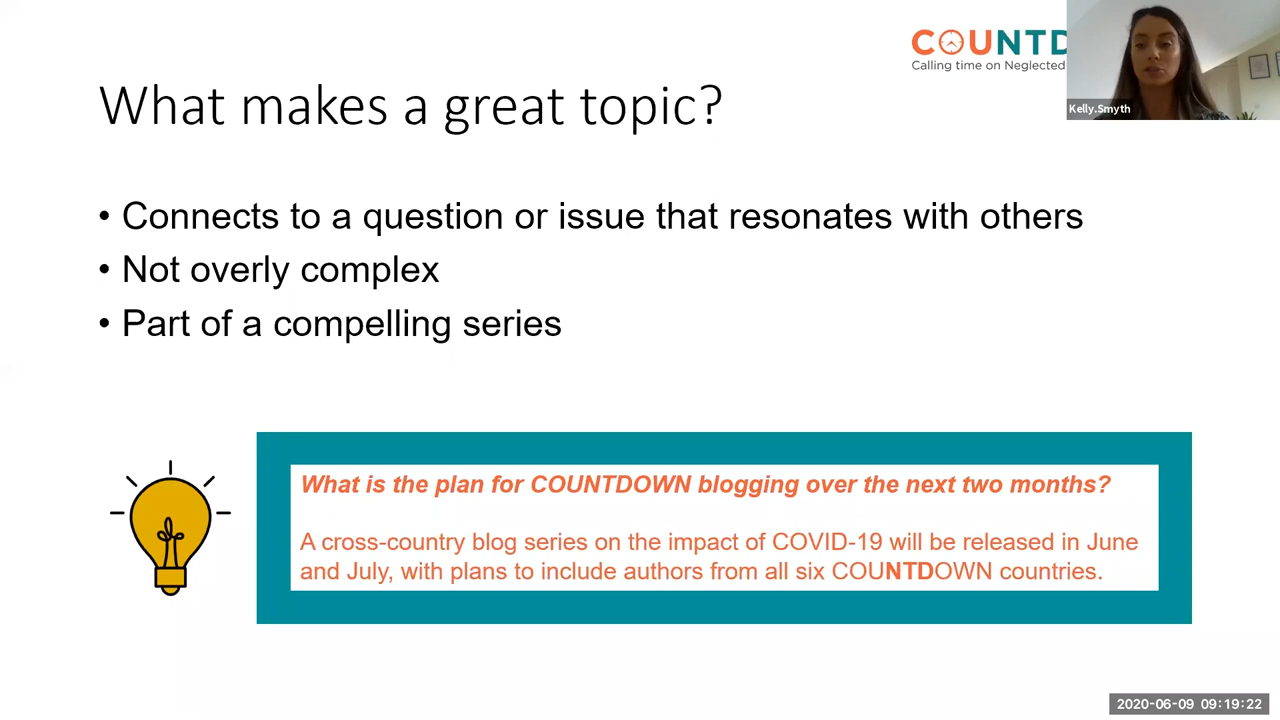 COUNTD
Calling time on Neglected
Kelly.Smyth
What makes a great topic?
• Connects to a question or issue that resonates with others
• Not overly complex
• Part of a compelling series
What is the plan for COUNTDOWN blogging over the next two months?
A cross-country blog series on the impact of COVID-19 will be released in June
and July, with plans to include authors from all six COUNTDOWN countries.
2020-06-09 09:19:22